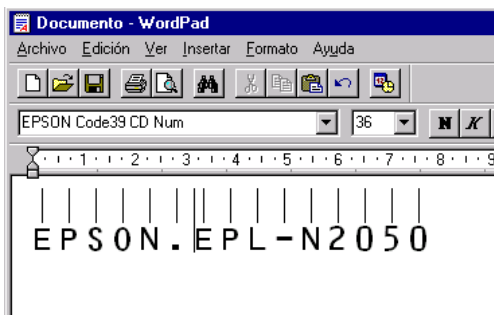 Documento - WordPad
Archivo Edición Ver Insertar Formato Ayuda
EPSON Code39 CD Num 36 N K
1 2 3 4 5 6 7 8 9
EPSON.EPL-N2050